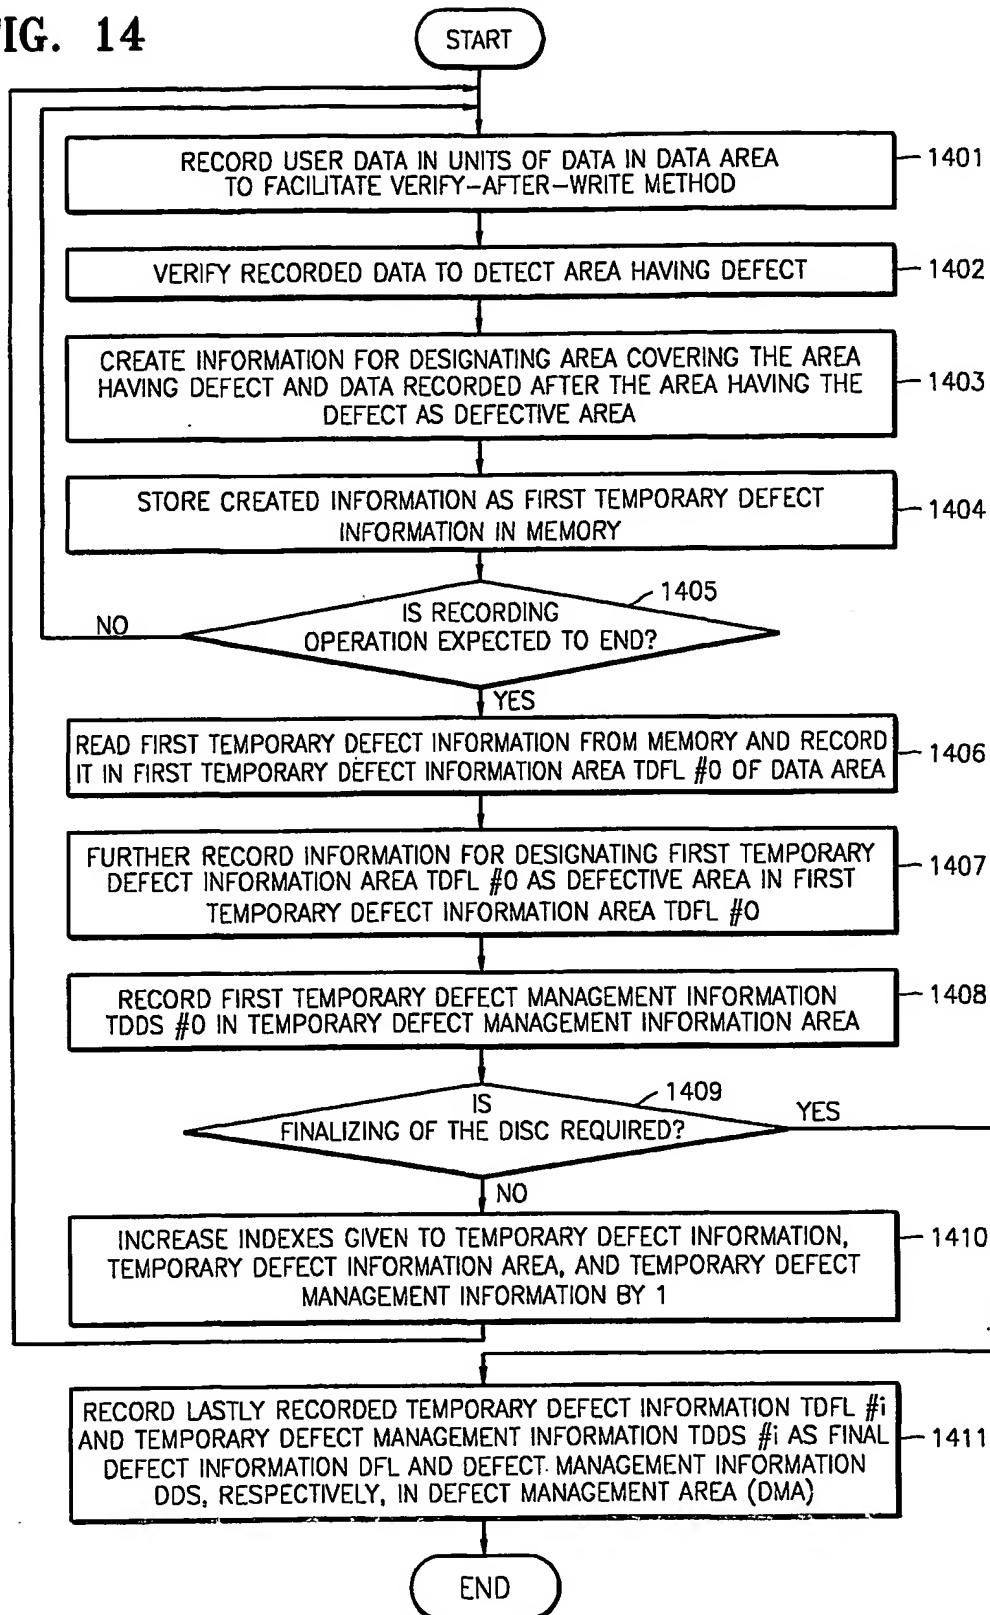 FIG. 14
START
RECORD USER DATA IN UNITS OF DATA IN DATA AREA
TO FACILITATE VERIFY-AFTER-WRITE METHOD
1401
VERIFY RECORDED DATA TO DETECT AREA HAVING DEFECT
1402
CREATE INFORMATION FOR DESIGNATING AREA COVERING THE AREA
HAVING DEFECT AND DATA RECORDED AFTER THE AREA HAVING THE
DEFECT AS DEFECTIVE AREA
1403
STORE CREATED INFORMATION AS FIRST TEMPORARY DEFECT
INFORMATION IN MEMORY
1404
1405
IS RECORDING
OPERATION EXPECTED TO END?
NO
YES
READ FIRST TEMPORARY DEFECT INFORMATION FROM MEMORY AND RECORD
IT IN FIRST TEMPORARY DEFECT INFORMATION AREA TDFL #0 OF DATA AREA
1406
FURTHER RECORD INFORMATION FOR DESIGNATING FIRST TEMPORARY
DEFECT INFORMATION AREA TDFL #0 AS DEFECTIVE AREA IN FIRST
TEMPORARY DEFECT INFORMATION AREA TDFL #0
1407
RECORD FIRST TEMPORARY DEFECT MANAGEMENT INFORMATION
TDDS #0 IN TEMPORARY DEFECT MANAGEMENT INFORMATION AREA
1408
1409
IS
FINALIZING OF THE DISC REQUIRED?
YES
NO
INCREASE INDEXES GIVEN TO TEMPORARY DEFECT INFORMATION,
TEMPORARY DEFECT INFORMATION AREA, AND TEMPORARY DEFECT
MANAGEMENT INFORMATION BY 1
1410
RECORD LASTLY RECORDED TEMPORARY DEFECT INFORMATION TDFL #i
AND TEMPORARY DEFECT MANAGEMENT INFORMATION TDDS #i AS FINAL
DEFECT INFORMATION DFL AND DEFECT MANAGEMENT INFORMATION
DDS, RESPECTIVELY, IN DEFECT MANAGEMENT AREA (DMA)
1411
END